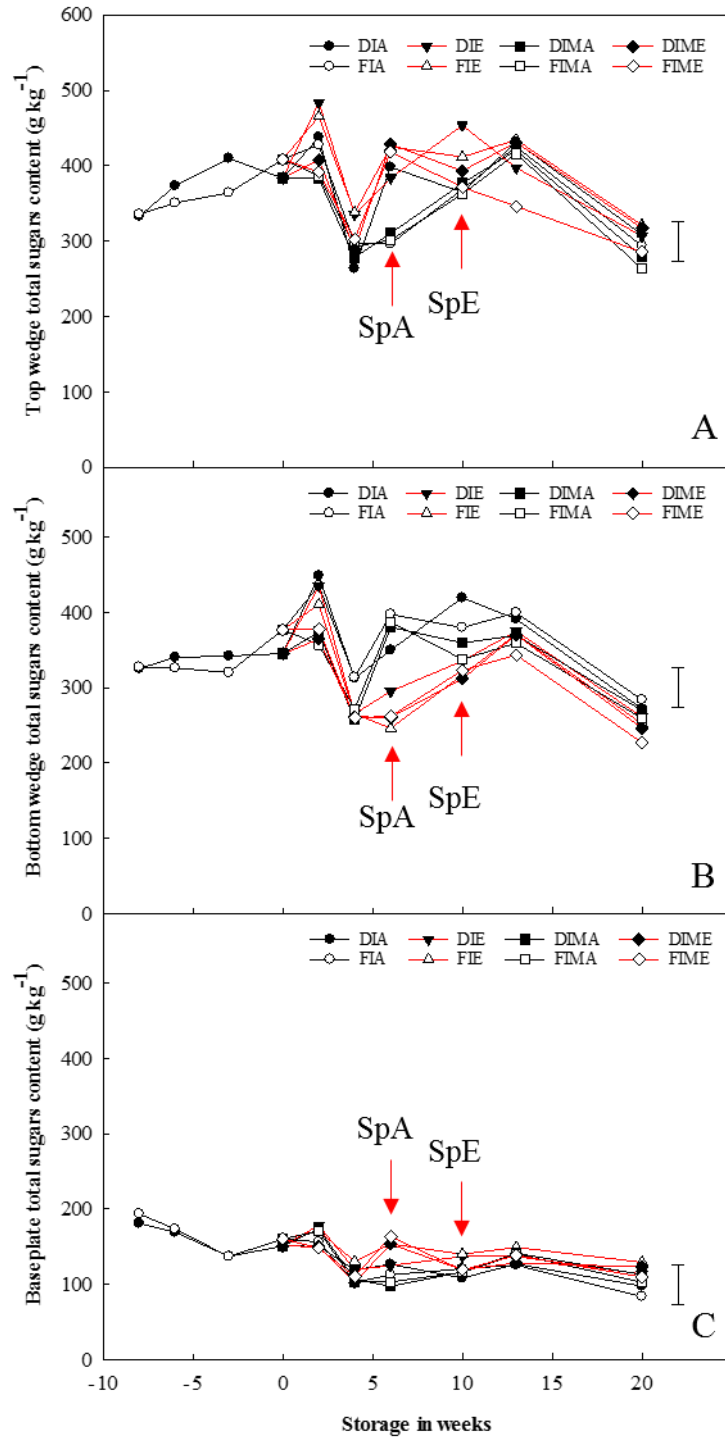 600
DIA DIE DIMA DIME
FIA FIE FIMA FIME
500
400
300
200
100
0
Top wedge total sugars content (g kg⁻¹)
SpA
SpE
A
DIA DIE DIMA DIME
FIA FIE FIMA FIME
500
400
300
200
100
0
Bottom wedge total sugars content (g kg⁻¹)
SpA
SpE
B
DIA DIE DIMA DIME
FIA FIE FIMA FIME
500
400
300
200
100
0
Baseplate total sugars content (g kg⁻¹)
SpA
SpE
C
-10 -5 0 5 10 15 20
Storage in weeks